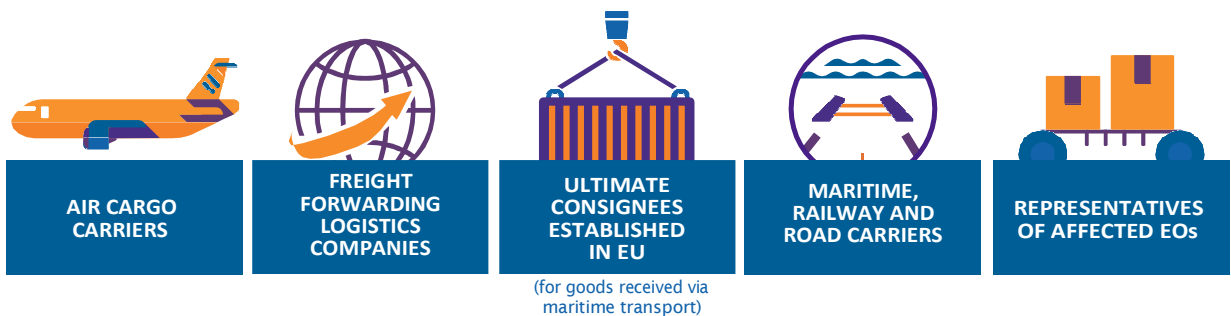 AIR CARGO
CARRIERS
FREIGHT
FORWARDING
LOGISTICS
COMPANIES
ULTIMATE
CONSIGNEES
ESTABLISHED
IN EU
(for goods received via
maritime transport)
MARITIME,
RAILWAY AND
ROAD CARRIERS
REPRESENTATIVES
OF AFFECTED EOs